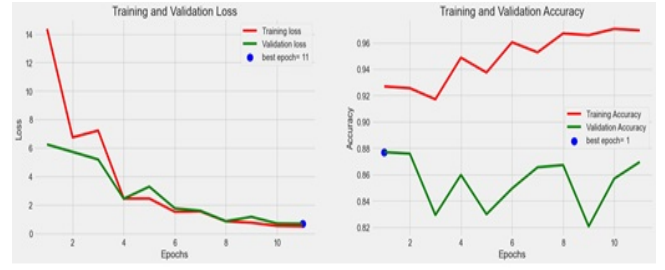 Training and Validation Loss
14
12
10
8
6
4
2
0
Loss
2
4
6
8
10
Epochs
Training loss
Validation loss
best epoch= 11
Training and Validation Accuracy
0.96
0.94
0.92
0.90
0.88
0.86
0.84
0.82
Accuracy
2
4
6
8
10
Epochs
Training Accuracy
Validation Accuracy
best epoch= 1